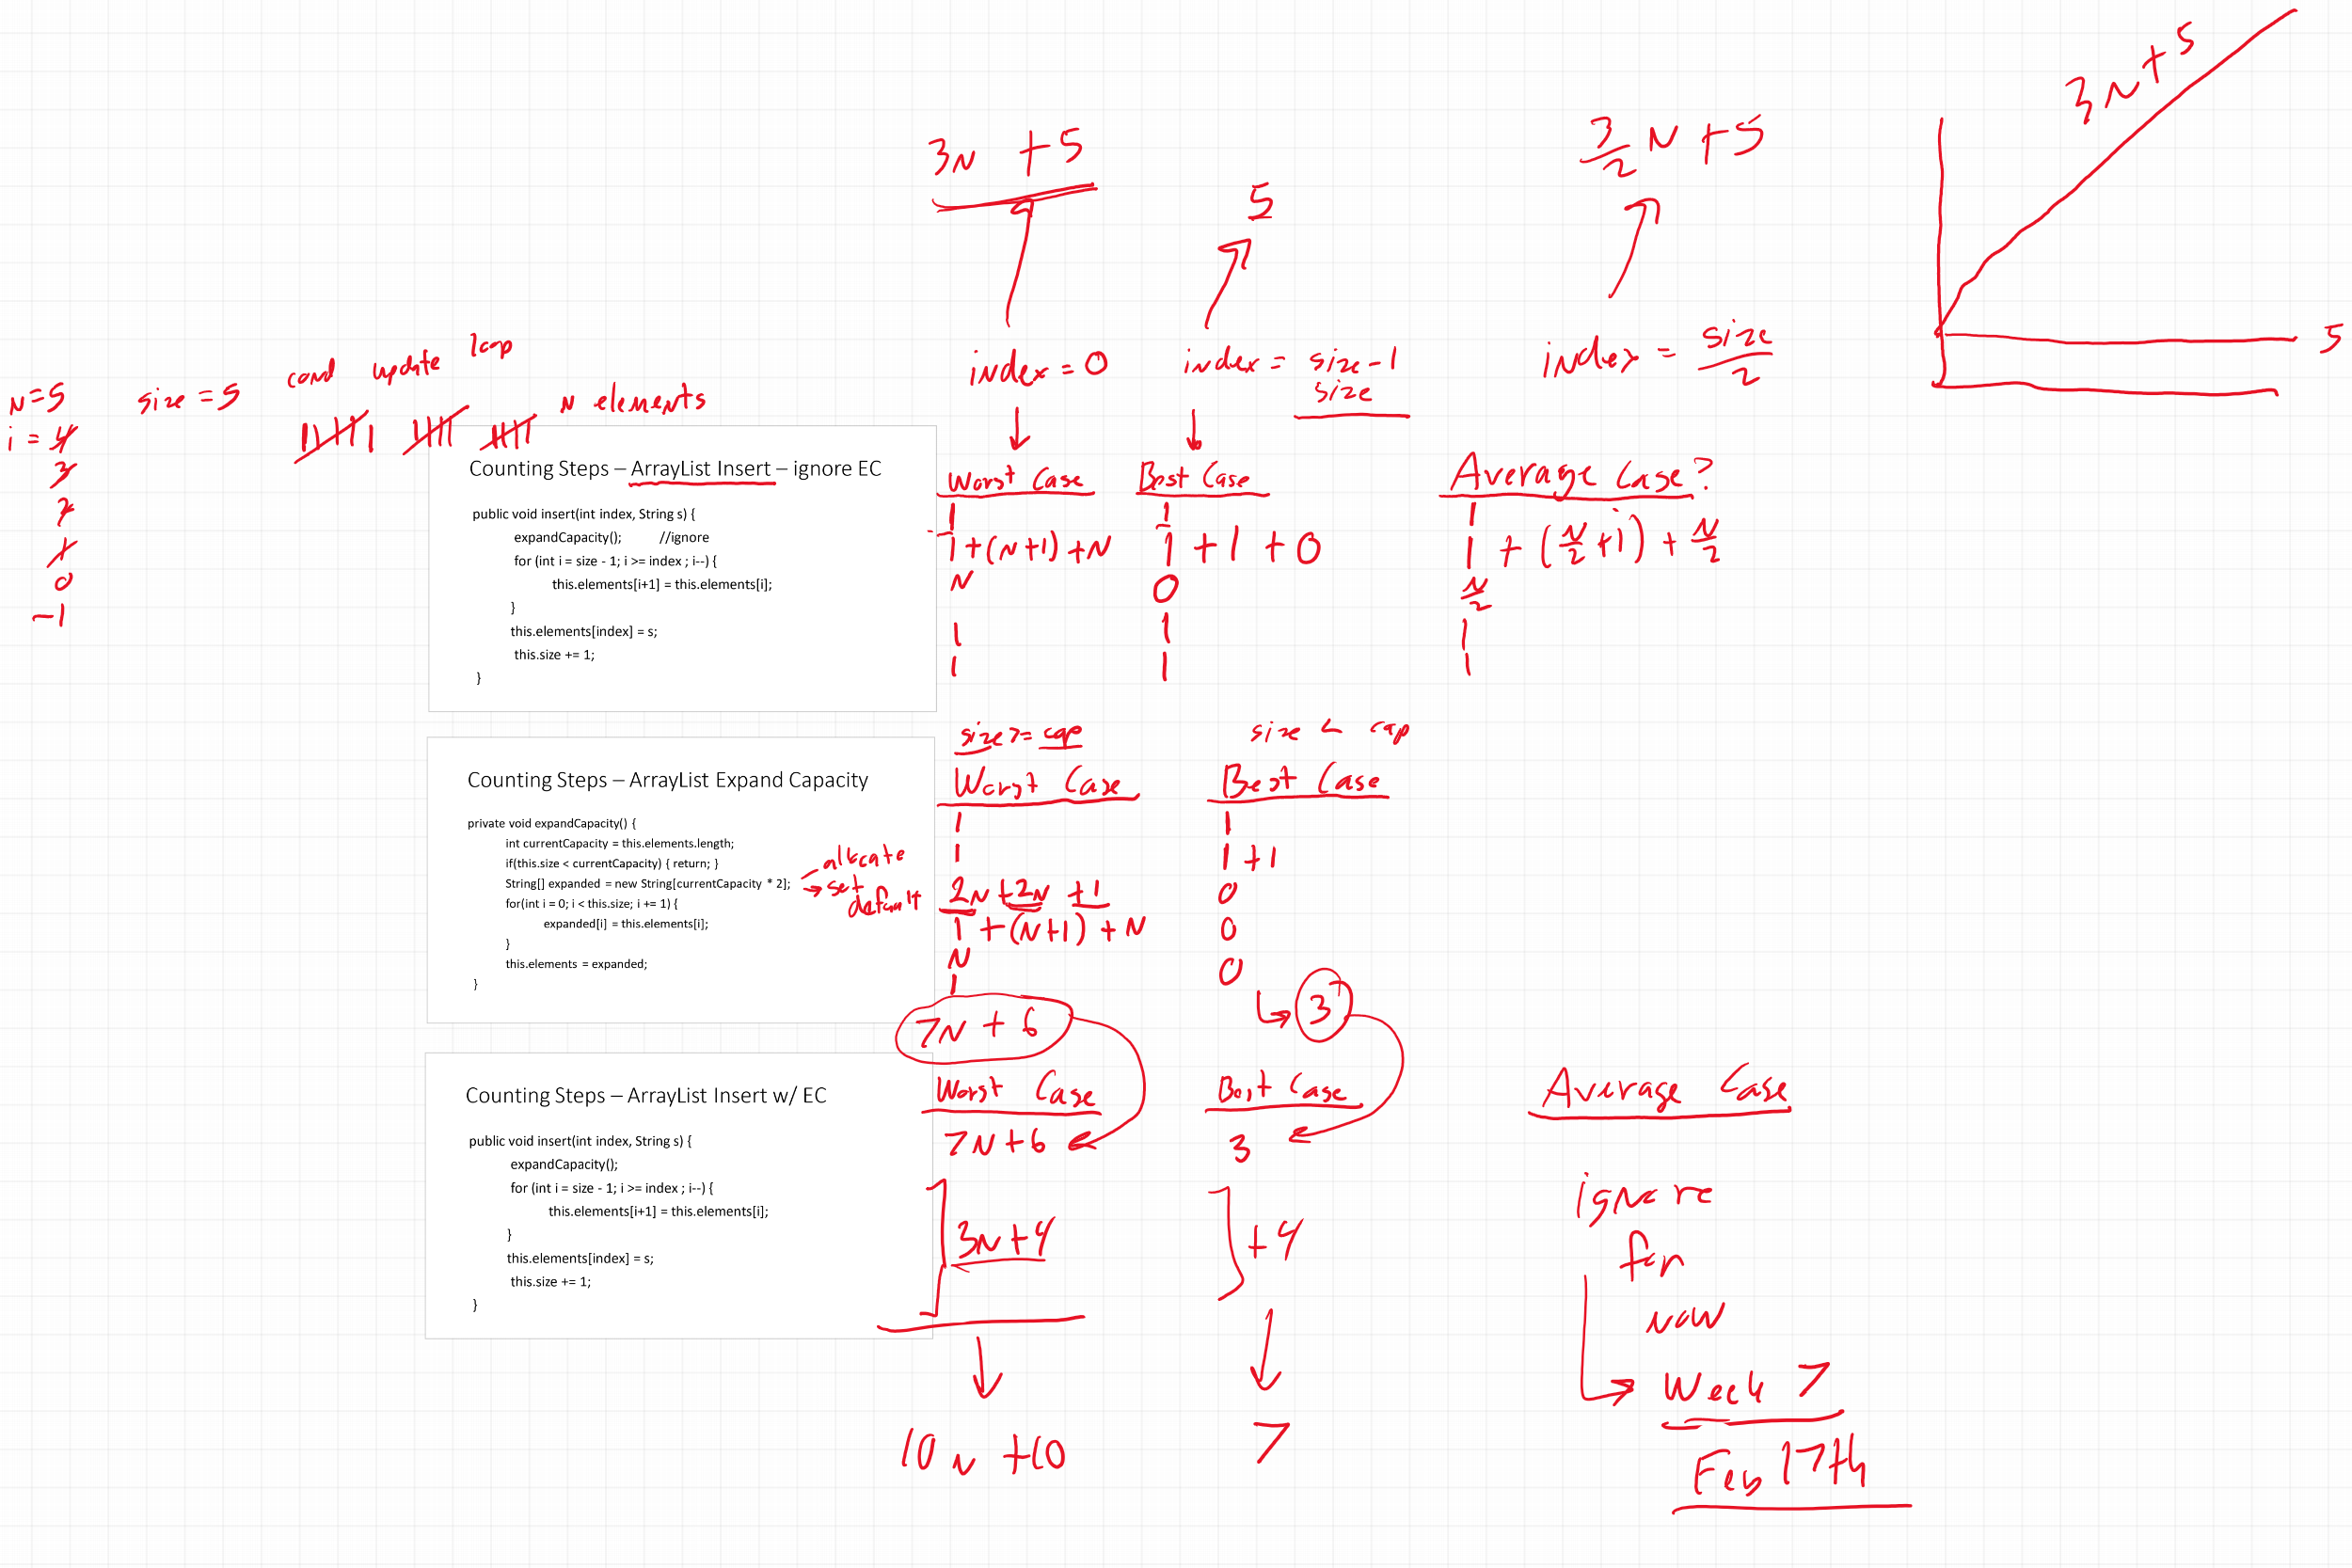 3N + 5
5
3/2 N + 5
3N + 5
5
index = 0
index = size - 1
size
index = size/2
N = 5
size = 5
cond update loop
N elements
i = 4
3
2
1
0
-1
Counting Steps – ArrayList Insert – ignore EC
public void insert(int index, String s) {
expandCapacity(); //ignore
for (int i = size - 1; i >= index ; i--) {
this.elements[i+1] = this.elements[i];
}
this.elements[index] = s;
this.size += 1;
}
Worst Case
1
1 + (N+1) + N
N
1
1
Best Case
1
1 + 1 + 0
0
1
1
Average Case?
1
1 + (N/2 + 1) + N/2
N/2
1
1
Counting Steps – ArrayList Expand Capacity
private void expandCapacity() {
int currentCapacity = this.elements.length;
if(this.size < currentCapacity) { return; }
String[] expanded = new String[currentCapacity * 2];
for(int i = 0; i < this.size; i += 1) {
expanded[i] = this.elements[i];
}
this.elements = expanded;
}
allocate
set
default
size >= cap
Worst Case
1
1
2N + 2N + 1
1 + (N+1) + N
N
1
7N + 6
size < cap
Best Case
1
1 + 1
0
0
0
3
Counting Steps – ArrayList Insert w/ EC
public void insert(int index, String s) {
expandCapacity();
for (int i = size - 1; i >= index ; i--) {
this.elements[i+1] = this.elements[i];
}
this.elements[index] = s;
this.size += 1;
}
Worst Case
7N + 6
3N + 4
10N + 10
Best Case
3
+ 4
7
Average Case
ignore
for
now
Week 7
Feb 17th